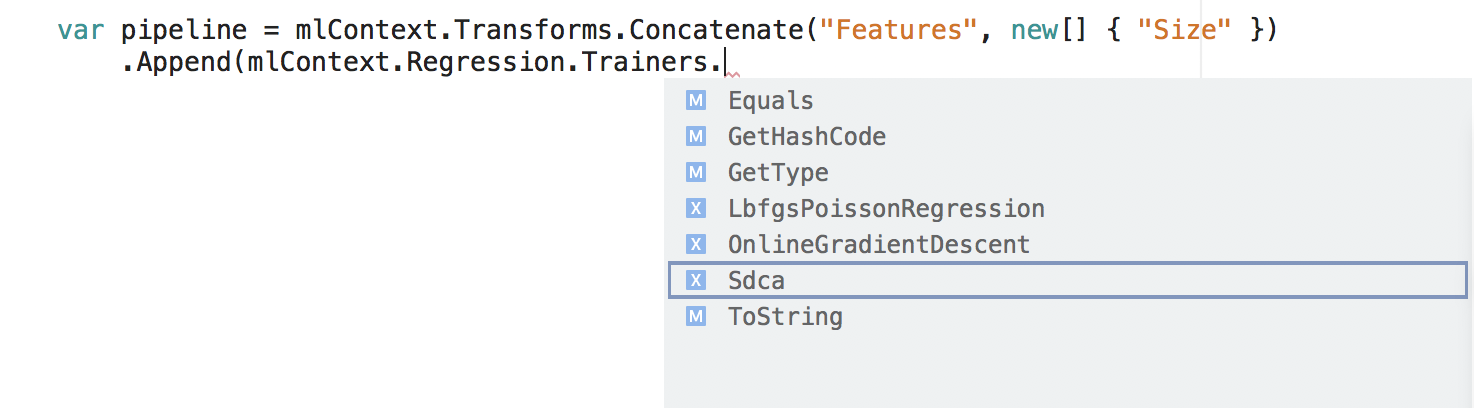 var pipeline = mlContext.Transforms.Concatenate("Features", new[] { "Size" })
.Append(mlContext.Regression.Trainers.
M Equals
M GetHashCode
M GetType
X LbfgsPoissonRegression
X OnlineGradientDescent
X Sdca
M ToString